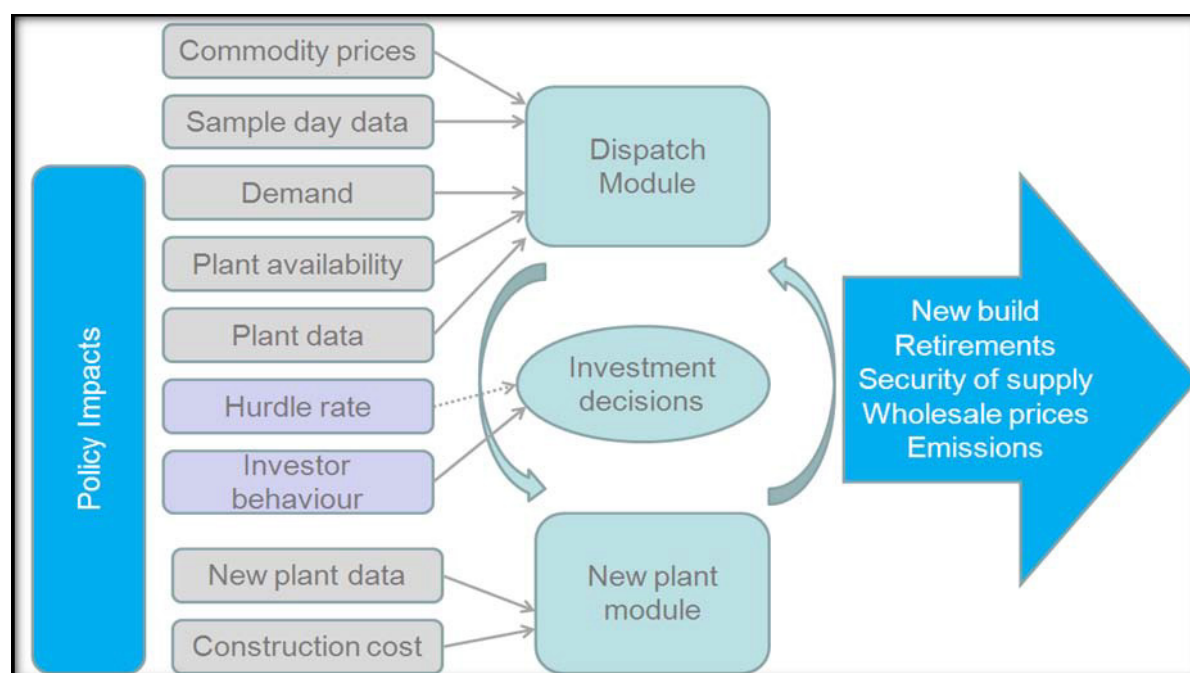 Policy Impacts
Commodity prices
Sample day data
Demand
Plant availability
Plant data
Hurdle rate
Investor
behaviour
New plant data
Construction cost
Dispatch
Module
Investment
decisions
New plant
module
New build
Retirements
Security of supply
Wholesale prices
Emissions